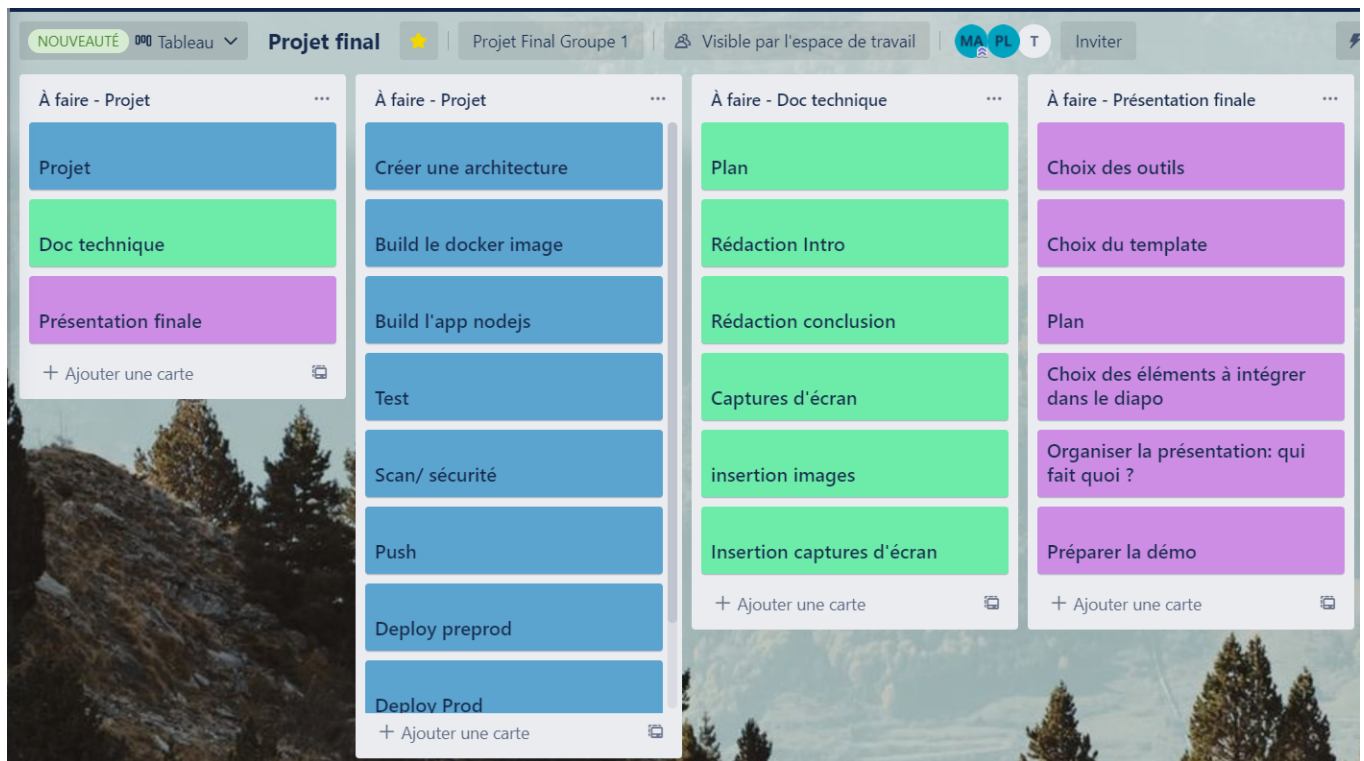 NOUVEAUTÉ Tableau Projet final Projet Final Groupe 1 Visible par l'espace de travail MA PL T Inviter
À faire - Projet
Projet
Doc technique
Présentation finale
+ Ajouter une carte
À faire - Projet
Créer une architecture
Build le docker image
Build l'app nodejs
Test
Scan/ sécurité
Push
Deploy preprod
Deploy Prod
+ Ajouter une carte
À faire - Doc technique
Plan
Rédaction Intro
Rédaction conclusion
Captures d'écran
insertion images
Insertion captures d'écran
+ Ajouter une carte
À faire - Présentation finale
Choix des outils
Choix du template
Plan
Choix des éléments à intégrer
dans le diapo
Organiser la présentation: qui
fait quoi ?
Préparer la démo
+ Ajouter une carte